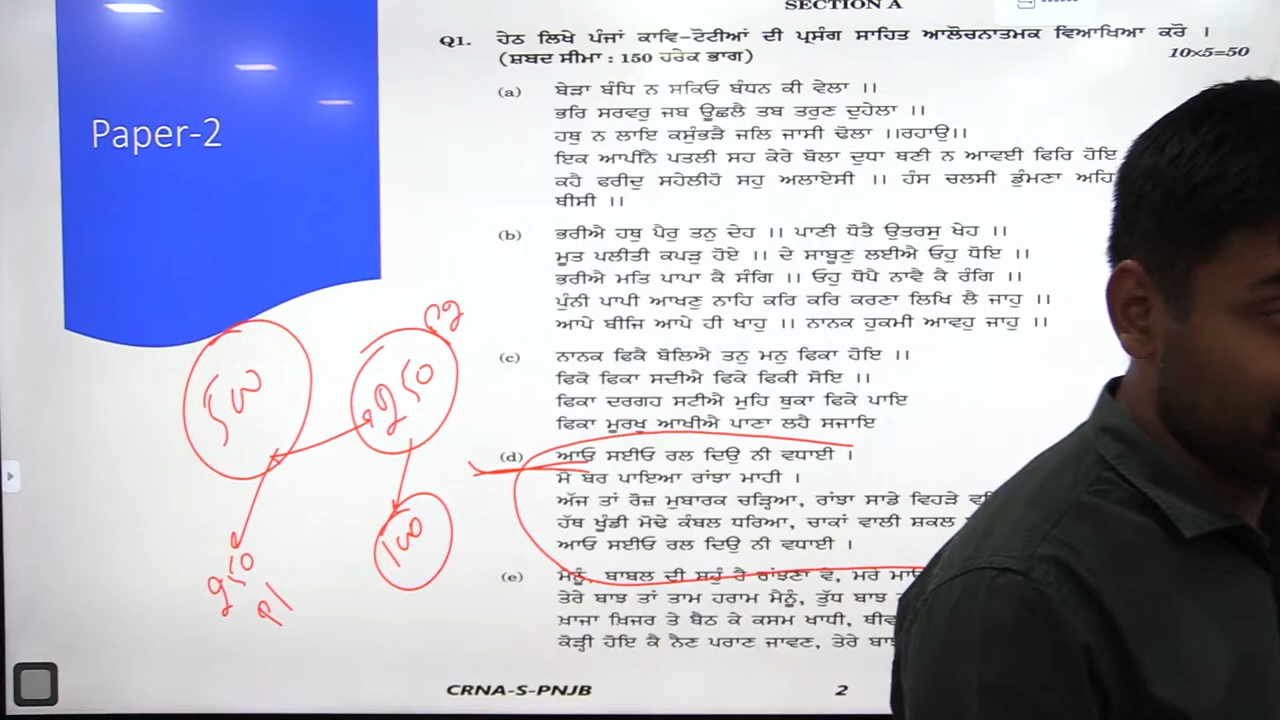 SECTION A
Paper-2
Q1. ਹੇਠ ਲਿਖੇ ਪੰਜਾਂ ਕਾਵਿ-ਟੋਟੀਆਂ ਦੀ ਪ੍ਰਸੰਗ ਸਾਹਿਤ ਆਲੋਚਨਾਤਮਕ ਵਿਆਖਿਆ ਕਰੋ ।
(ਸ਼ਬਦ ਸੀਮਾ : 150 ਹਰੇਕ ਭਾਗ) 10×5=50
(a) ਬੇੜਾ ਬੰਧਿ ਨ ਸਕਿਓ ਬੰਧਨ ਕੀ ਵੇਲਾ ।।
ਭਰਿ ਸਰਵਰੁ ਜਬ ਊਛਲੈ ਤਬ ਤਰੁਣ ਦੁਹੇਲਾ ।।
ਹਥੁ ਨ ਲਾਇ ਕਸੁੰਭੜੈ ਜਲਿ ਜਾਸੀ ਢੋਲਾ ।।ਰਹਾਉ।।
ਇਕ ਆਪੀਨੈ ਪਤਲੀ ਸਹ ਕੇਰੇ ਬੋਲਾ ਦੁਧਾ ਥਣੀ ਨ ਆਵਈ ਫਿਰਿ ਹੋਇ
ਕਹੈ ਫਰੀਦੁ ਸਹੇਲੀਹੋ ਸਹੁ ਅਲਾਏਸੀ ।। ਹੰਸ ਚਲਸੀ ਡੁੰਮਣਾ ਅਹਿ
ਥੀਸੀ ।।
(b) ਭਰੀਐ ਹਥੁ ਪੈਰੁ ਤਨੁ ਦੇਹ ।। ਪਾਣੀ ਧੋਤੈ ਉਤਰਸੁ ਖੇਹ ।।
ਮੂਤ ਪਲੀਤੀ ਕਪੜੁ ਹੋਏ ।। ਦੇ ਸਾਬੂਣੁ ਲਈਐ ਓਹੁ ਧੋਇ ।।
ਭਰੀਐ ਮਤਿ ਪਾਪਾ ਕੈ ਸੰਗਿ ।। ਓਹੁ ਧੋਪੈ ਨਾਵੈ ਕੈ ਰੰਗਿ ।।
ਪੁੰਨੀ ਪਾਪੀ ਆਖਣੁ ਨਾਹਿ ਕਰਿ ਕਰਿ ਕਰਣਾ ਲਿਖਿ ਲੈ ਜਾਹੁ ।।
ਆਪੇ ਬੀਜਿ ਆਪੇ ਹੀ ਖਾਹੁ ।। ਨਾਨਕ ਹੁਕਮੀ ਆਵਹੁ ਜਾਹੁ ।।
(c) ਨਾਨਕ ਫਿਕੈ ਬੋਲਿਐ ਤਨੁ ਮਨੁ ਫਿਕਾ ਹੋਇ ।।
ਫਿਕੋ ਫਿਕਾ ਸਦੀਐ ਫਿਕੇ ਫਿਕੀ ਸੋਇ ।।
ਫਿਕਾ ਦਰਗਹ ਸਟੀਐ ਮੁਹਿ ਥੁਕਾ ਫਿਕੇ ਪਾਇ
ਫਿਕਾ ਮੂਰਖੁ ਆਖੀਐ ਪਾਣਾ ਲਹੈ ਸਜਾਇ
(d) ਆਓ ਸਈਓ ਰਲ ਦਿਉ ਨੀ ਵਧਾਈ ।
ਮੈਂ ਬਰ ਪਾਇਆ ਰਾਂਝਾ ਮਾਹੀ ।
ਅੱਜ ਤਾਂ ਰੋਜ਼ ਮੁਬਾਰਕ ਚੜ੍ਹਿਆ, ਰਾਂਝਾ ਸਾਡੇ ਵਿਹੜੇ
ਹੱਥ ਖੂੰਡੀ ਮੋਢੇ ਕੰਬਲ ਧਰਿਆ, ਚਾਕਾਂ ਵਾਲੀ ਸ਼ਕਲ
ਆਓ ਸਈਓ ਰਲ ਦਿਉ ਨੀ ਵਧਾਈ ।
(e) ਮੈਨੂੰ, ਬਾਬਲ ਦੀ ਸਹੁੰ ਹੈ ਰਾਂਝਣਾ ਵੇ, ਮਰੇ
ਤੇਰੇ ਬਾਝ ਤਾਂ ਤਾਮ ਹਰਾਮ ਮੈਨੂੰ, ਤੁੱਧ ਬਾਝ
ਖ਼ਾਜਾ ਖ਼ਿਜਰ ਤੇ ਬੈਠ ਕੇ ਕਸਮ ਖਾਧੀ,
ਕੋੜ੍ਹੀ ਹੋਇ ਕੈ ਨੈਣ ਪਰਾਣ ਜਾਵਣ, ਤੇਰੇ
500 250 P2
100
250
P1
CRNA-S-PNJB 2